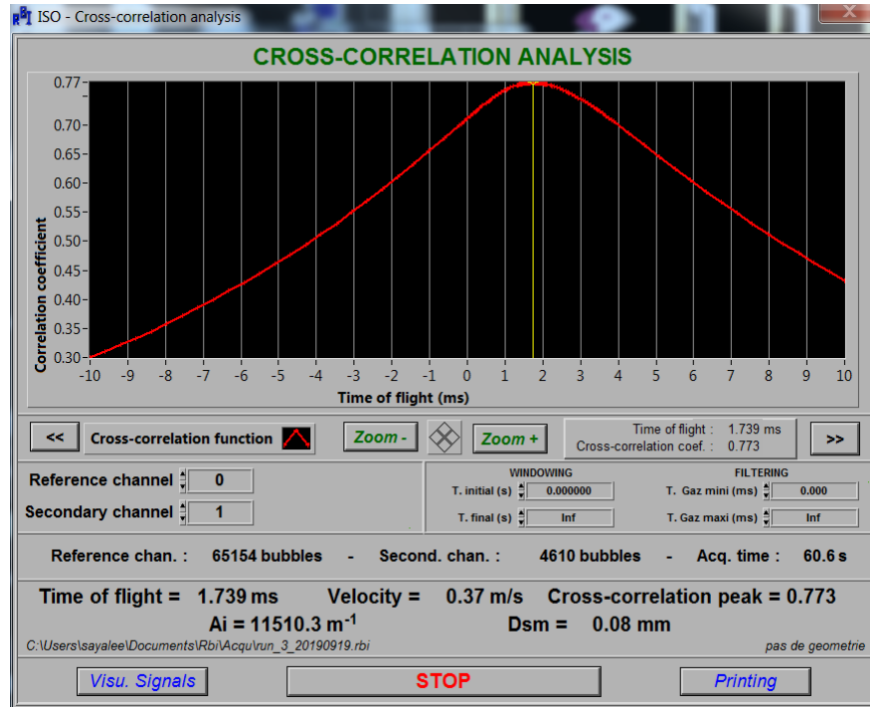 RBI ISO - Cross-correlation analysis
X
CROSS-CORRELATION ANALYSIS
0.77
0.70
0.65
0.60
0.55
0.50
0.45
0.40
0.35
0.30
Correlation coefficient
-10 -9 -8 -7 -6 -5 -4 -3 -2 -1 0 1 2 3 4 5 6 7 8 9 10
Time of flight (ms)
<< Cross-correlation function Zoom - Zoom + Time of flight : 1.739 ms >>
Cross-correlation coef. : 0.773
Reference channel 0
Secondary channel 1
WINDOWING FILTERING
T. initial (s) 0.000000 T. Gaz mini (ms) 0.000
T. final (s) Inf T. Gaz maxi (ms) Inf
Reference chan. : 65154 bubbles - Second. chan. : 4610 bubbles - Acq. time : 60.6 s
Time of flight = 1.739 ms Velocity = 0.37 m/s Cross-correlation peak = 0.773
Ai = 11510.3 m⁻¹ Dsm = 0.08 mm
C:\Users\sayalee\Documents\Rbi\Acqu\run_3_20190919.rbi pas de geometrie
Visu. Signals STOP Printing